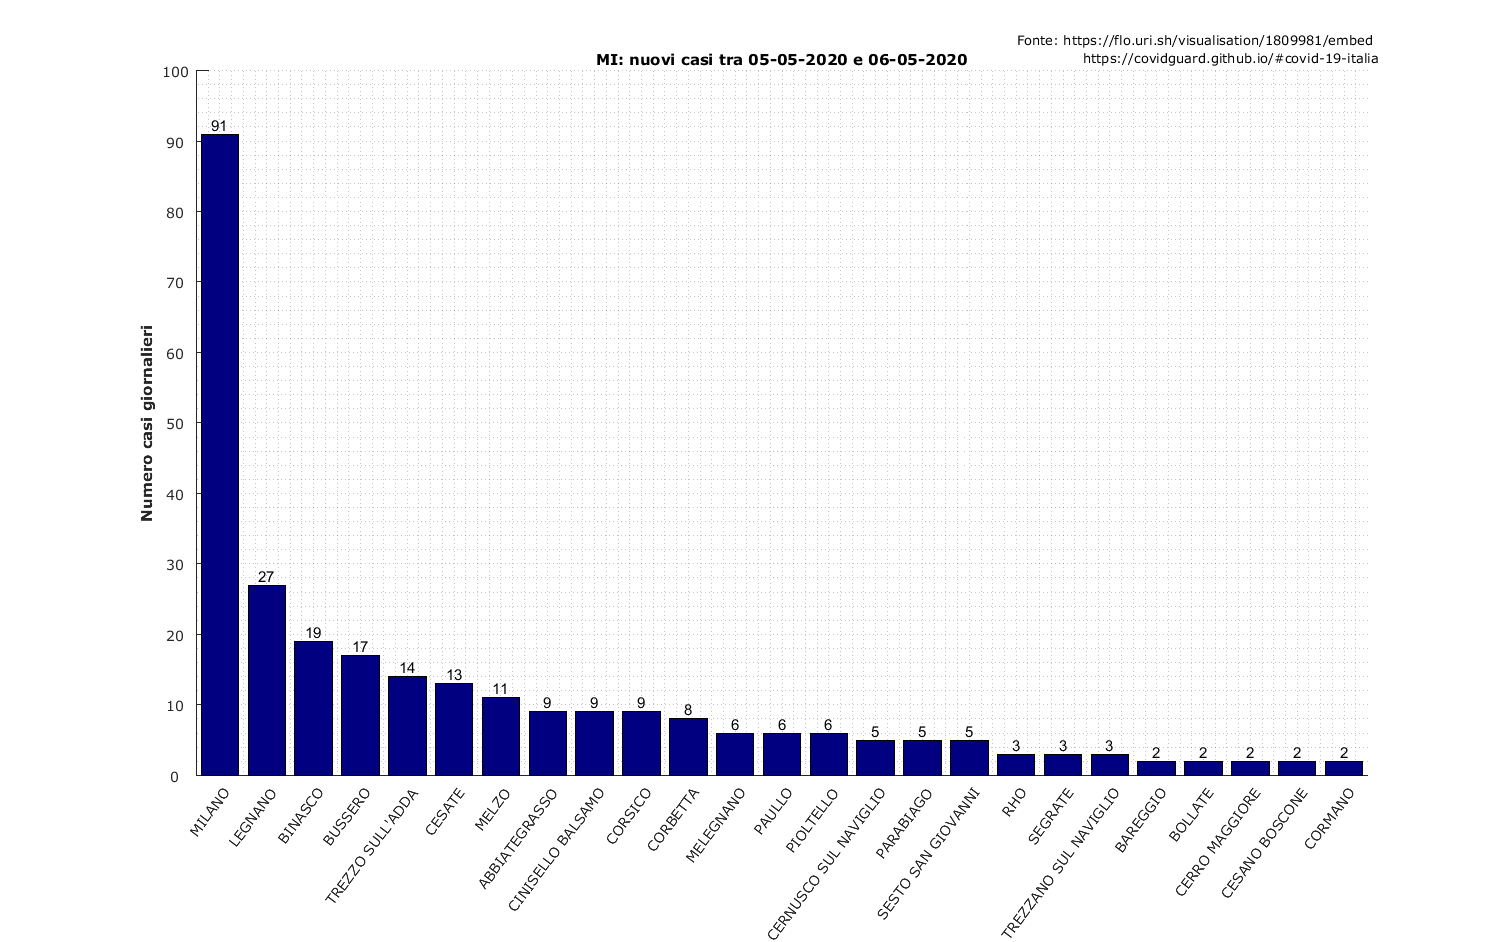 Fonte: https://flo.uri.sh/visualisation/1809981/embed
https://covidguard.github.io/#covid-19-italia
MI: nuovi casi tra 05-05-2020 e 06-05-2020
Numero casi giornalieri
100
90
80
70
60
50
40
30
20
10
0
91
27
19
17
14
13
11
9
9
9
8
6
6
6
5
5
5
3
3
3
2
2
2
2
2
MILANO
LEGNANO
BINASCO
BUSSERO
TREZZO SULL'ADDA
CESATE
MELZO
ABBIATEGRASSO
CINISELLO BALSAMO
CORSICO
CORBETTA
MELEGNANO
PAULLO
PIOLTELLO
CERNUSCO SUL NAVIGLIO
PARABIAGO
SESTO SAN GIOVANNI
RHO
SEGRATE
TREZZANO SUL NAVIGLIO
BAREGGIO
BOLLATE
CERRO MAGGIORE
CESANO BOSCONE
CORMANO